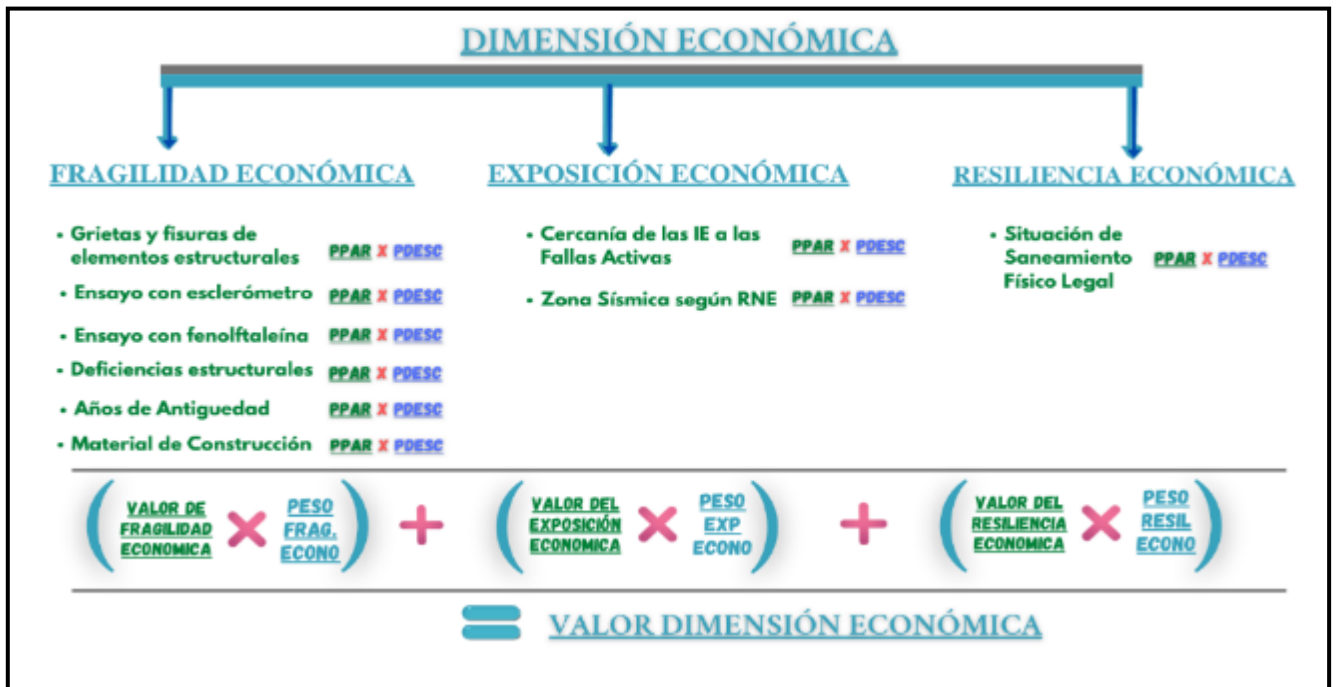 DIMENSIÓN ECONÓMICA
FRAGILIDAD ECONÓMICA
• Grietas y fisuras de
elementos estructurales PPAR X PDESC
• Ensayo con esclerómetro PPAR X PDESC
• Ensayo con fenolftaleína PPAR X PDESC
• Deficiencias estructurales PPAR X PDESC
• Años de Antiguedad PPAR X PDESC
• Material de Construcción PPAR X PDESC
EXPOSICIÓN ECONÓMICA
• Cercanía de las IE a las
Fallas Activas PPAR X PDESC
• Zona Sísmica según RNE PPAR X PDESC
RESILIENCIA ECONÓMICA
• Situación de
Saneamiento PPAR X PDESC
Físico Legal
(
VALOR DE
FRAGILIDAD
ECONOMICA
×
PESO
FRAG.
ECONO
)
+
(
VALOR DEL
EXPOSICIÓN
ECONOMICA
×
PESO
EXP
ECONO
)
+
(
VALOR DEL
RESILIENCIA
ECONOMICA
×
PESO
RESIL
ECONO
)
= VALOR DIMENSIÓN ECONÓMICA